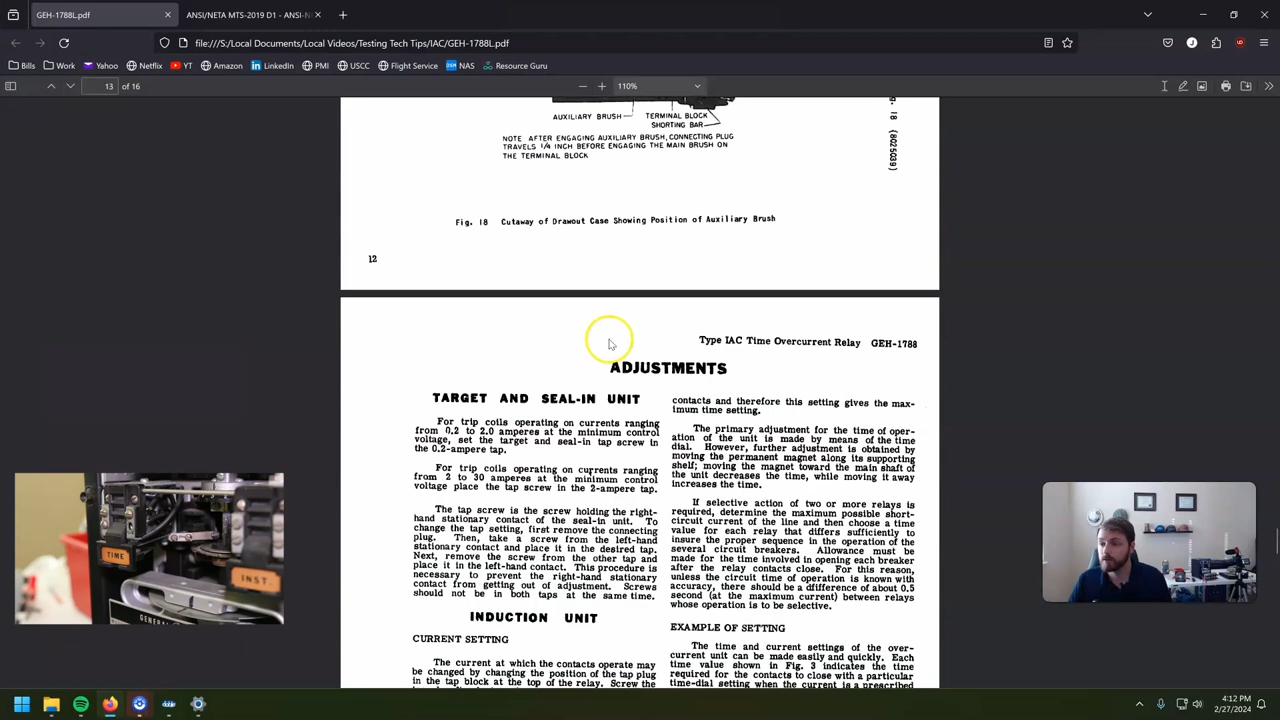 GEH-1788L.pdf
ANSI/NETA MTS-2019 D1 - ANSI-N
file:///S:/Local Documents/Local Videos/Testing Tech Tips/IAC/GEH-1788L.pdf
Bills
Work
Yahoo
Netflix
YT
Amazon
LinkedIn
PMI
USCC
Flight Service
NAS
Resource Guru
13 of 16
110%
AUXILIARY BRUSH
TERMINAL BLOCK
SHORTING BAR
NOTE AFTER ENGAGING AUXILIARY BRUSH, CONNECTING PLUG
TRAVELS 1/4 INCH BEFORE ENGAGING THE MAIN BRUSH ON
THE TERMINAL BLOCK
g. 18 (8025039)
Fig. 18 Cutaway of Drawout Case Showing Position of Auxiliary Brush
12
Type IAC Time Overcurrent Relay GEH-1788
ADJUSTMENTS
TARGET AND SEAL-IN UNIT
For trip coils operating on currents ranging
from 0.2 to 2.0 amperes at the minimum control
voltage, set the target and seal-in tap screw in
the 0.2-ampere tap.
For trip coils operating on currents ranging
from 2 to 30 amperes at the minimum control
voltage place the tap screw in the 2-ampere tap.
The tap screw is the screw holding the right-
hand stationary contact of the seal-in unit. To
change the tap setting, first remove the connecting
plug. Then, take a screw from the left-hand
stationary contact and place it in the desired tap.
Next, remove the screw from the other tap and
place it in the left-hand contact. This procedure is
necessary to prevent the right-hand stationary
contact from getting out of adjustment. Screws
should not be in both taps at the same time.
INDUCTION UNIT
CURRENT SETTING
The current at which the contacts operate may
be changed by changing the position of the tap plug
in the tap block at the top of the relay. Screw the
contacts and therefore this setting gives the max-
imum time setting.
The primary adjustment for the time of oper-
ation of the unit is made by means of the time
dial. However, further adjustment is obtained by
moving the permanent magnet along its supporting
shelf; moving the magnet toward the main shaft of
the unit decreases the time, while moving it away
increases the time.
If selective action of two or more relays is
required, determine the maximum possible short-
circuit current of the line and then choose a time
value for each relay that differs sufficiently to
insure the proper sequence in the operation of the
several circuit breakers. Allowance must be
made for the time involved in opening each breaker
after the relay contacts close. For this reason,
unless the circuit time of operation is known with
accuracy, there should be a difference of about 0.5
second (at the maximum current) between relays
whose operation is to be selective.
EXAMPLE OF SETTING
The time and current settings of the over-
current unit can be made easily and quickly. Each
time value shown in Fig. 3 indicates the time
required for the contacts to close with a particular
time-dial setting when the current is a prescribed
TIME
INST.
GENERAL
4:12 PM
2/27/2024